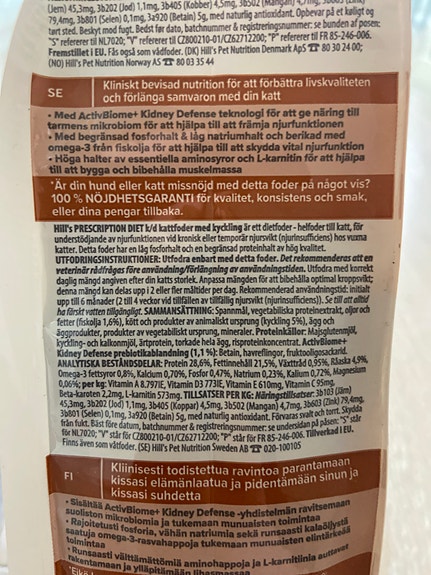 (Jod) 45,3mg, 3b202 (Jod) 1,1mg, 3b405 (Kobber) 4,5mg, 3b502 (Mangan) 4,7mg, 3b603 (Zink)
79,4mg, 3b801 (Selen) 0,1mg, 3a920 (Betain) 5g, med naturlig antioxidant. Opbevar på et køligt og
tørt sted. Beskyt mod fugt. Bedst før dato, batchnummer & registreringsnummer: se bunden af posen:
"S" refererer til NL7020; "V" refererer til CZ800210-01/CZ62712200; "P" refererer til FR 85-246-006.
Fremstillet i EU. Fås også som vådfoder. (DK) Hill's Pet Nutrition Danmark ApS ☎ 80 30 24 00;
(NO) Hill's Pet Nutrition Norway AS ☎ 80 03 35 44
SE
Kliniskt bevisad nutrition för att förbättra livskvaliteten
och förlänga samvaron med din katt
• Med ActivBiome+ Kidney Defense teknologi för att ge näring till
tarmens mikrobiom för att hjälpa till att främja njurfunktionen
• Med begränsad fosforhalt & låg natriumhalt och berikad med
omega-3 från fiskolja för att hjälpa till att skydda vital njurfunktion
• Höga halter av essentiella aminosyror och L-karnitin för att hjälpa
till att bygga och bibehålla muskelmassa
*Är din hund eller katt missnöjd med detta foder på något vis?
100 % NÖJDHETSGARANTI för kvalitet, konsistens och smak,
eller dina pengar tillbaka.
Hill's PRESCRIPTION DIET k/d kattfoder med kyckling är ett dietfoder - helfoder till katt, för
understödjande av njurfunktionen vid kronisk eller temporär njursvikt (njurinsufficiens) hos vuxna
katter. Detta foder har en låg fosforhalt och en begränsad proteinhalt av hög kvalitet.
UTFODRINGSINSTRUKTIONER: Utfodra enbart med detta foder. Det rekommenderas att en
veterinär rådfrågas före användning/förlängning av användningstiden. Utfodra med korrekt
daglig mängd angiven efter din katts storlek. Anpassa mängden för att bibehålla optimal kroppsvikt;
denna mängd kan delas upp i 2 eller fler måltider per dag. Rekommenderad användningstid: initialt
upp till 6 månader (2 till 4 veckor vid tillfällen av tillfällig njursvikt (njurinsufficiens)). Se till att alltid
ha färskt vatten tillgängligt. SAMMANSÄTTNING: Spannmål, vegetabiliska proteinextrakt, oljor och
fetter (fiskolja 1,6%), kött och produkter av animaliskt ursprung (kyckling 5%), ägg och
äggprodukter, produkter av vegetabiliskt ursprung, mineraler. Proteinkällor: Majsglutenmjöl,
kyckling- och kalkonmjöl, ärtprotein, torkade hela ägg, risproteinkoncentrat. ActivBiome+
Kidney Defense prebiotikablandning (1,1 %): Betain, havreflingor, fruktooligosackarid.
ANALYTISKA BESTÅNDSDELAR: Protein 28,6%, Fettinnehåll 21,5%, Växttråd 0,95%, Råaska 4,9%,
Omega-3 fettsyror 0,8%, Kalcium 0,70%, Fosfor 0,47%, Natrium 0,23%, Kalium 0,72%, Magnesium
0,06%; per kg: Vitamin A 8.797IE, Vitamin D3 773IE, Vitamin E 610mg, Vitamin C 95mg,
Beta-karoten 2,2mg, L-karnitin 573mg. TILLSATSER PER KG: Näringstillsatser: 3b103 (Järn)
45,3mg, 3b202 (Jod) 1,1mg, 3b405 (Koppar) 4,5mg, 3b502 (Mangan) 4,7mg, 3b603 (Zink) 79,4mg,
3b801 (Selen) 0,1mg, 3a920 (Betain) 5g, med naturlig antioxidant. Förvaras svalt och torrt. Skydda
från fukt. Bäst före datum, batchnummer & registreringsnummer: se undersidan på påsen: "S" står
för NL7020; "V" står för CZ800210-01/CZ62712200; "P" står för FR 85-246-006. Tillverkad i EU.
Finns även som våtfoder. (SE) Hill's Pet Nutrition Sweden AB ☎ 020-100105
FI
Kliinisesti todistettua ravintoa parantamaan
kissasi elämänlaatua ja pidentämään sinun ja
kissasi suhdetta
• Sisältää ActivBiome+ Kidney Defense -yhdistelmän ravitsemaan
suoliston mikrobiomia ja tukemaan munuaisten toimintaa
• Rajoitetusti fosforia, vähän natriumia sekä runsaasti kalaöljystä
saatuja omega-3-rasvahappoja tukemaan munuaisten elintärkeää
toimintaa
• Runsaasti välttämättömiä aminohappoja ja L-karnitiinia auttavat
rakentamaan ja ylläpitämään lihasmassaa